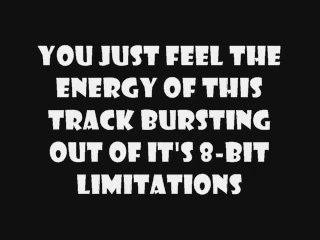 YOU JUST FEEL THE
ENERGY OF THIS
TRACK BURSTING
OUT OF IT'S 8-BIT
LIMITATIONS